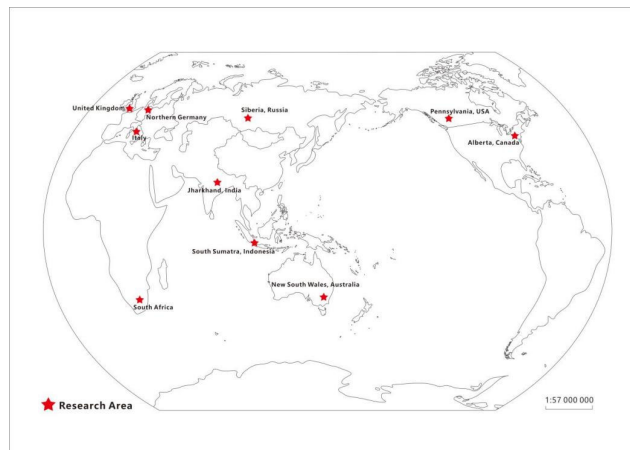 United Kingdom
Northern Germany
Italy
Siberia, Russia
Pennsylvania, USA
Alberta, Canada
Jharkhand, India
South Sumatra, Indonesia
New South Wales, Australia
South Africa
Research Area
1:57 000 000